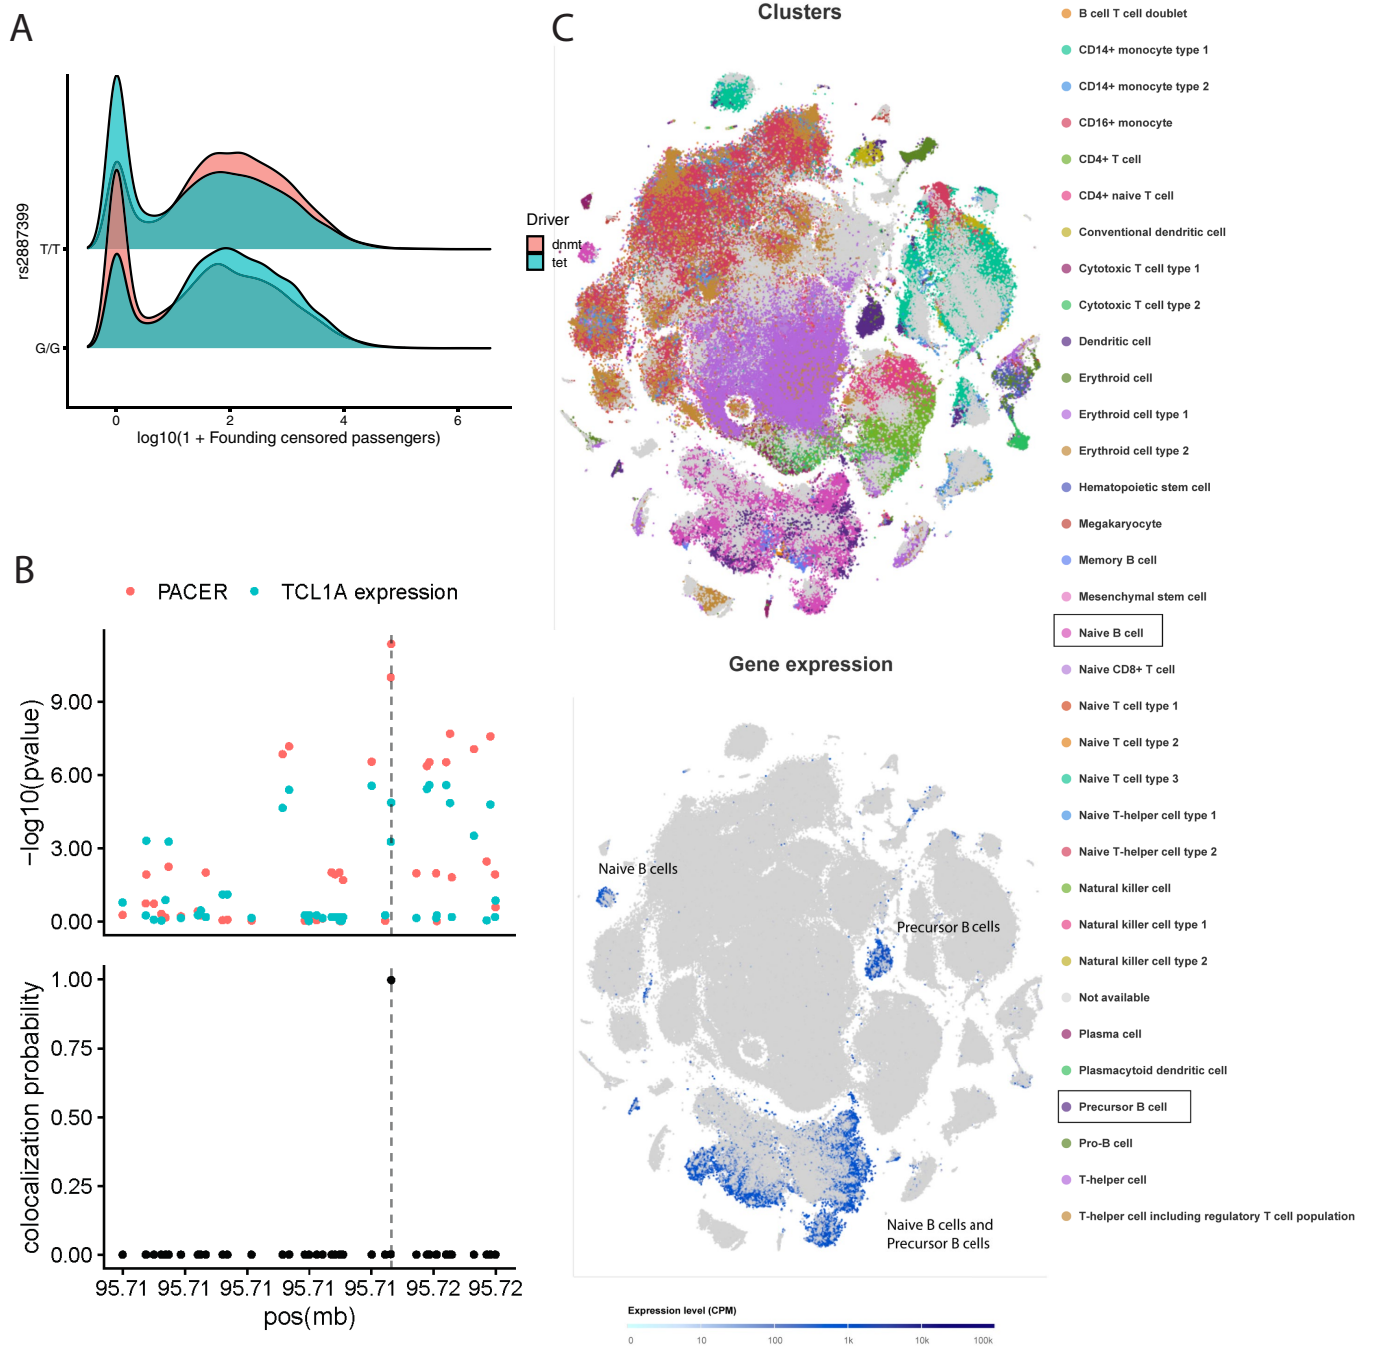 A
rs2887399
T/T
G/G
0
2
4
6
log10(1 + Founding censored passengers)
Driver
dnmt
tet
B
PACER
TCL1A expression
−log10(pvalue)
9.00
6.00
3.00
0.00
colocalization probability
1.00
0.75
0.50
0.25
0.00
95.71
95.71
95.71
95.71
95.71
95.72
95.72
pos(mb)
C
Clusters
B cell T cell doublet
CD14+ monocyte type 1
CD14+ monocyte type 2
CD16+ monocyte
CD4+ T cell
CD4+ naive T cell
Conventional dendritic cell
Cytotoxic T cell type 1
Cytotoxic T cell type 2
Dendritic cell
Erythroid cell
Erythroid cell type 1
Erythroid cell type 2
Hematopoietic stem cell
Megakaryocyte
Memory B cell
Mesenchymal stem cell
Naive B cell
Naive CD8+ T cell
Naive T cell type 1
Naive T cell type 2
Naive T cell type 3
Naive T-helper cell type 1
Naive T-helper cell type 2
Natural killer cell
Natural killer cell type 1
Natural killer cell type 2
Not available
Plasma cell
Plasmacytoid dendritic cell
Precursor B cell
Pro-B cell
T-helper cell
T-helper cell including regulatory T cell population
Gene expression
Naive B cells
Precursor B cells
Naive B cells and
Precursor B cells
Expression level (CPM)
0
10
100
1k
10k
100k